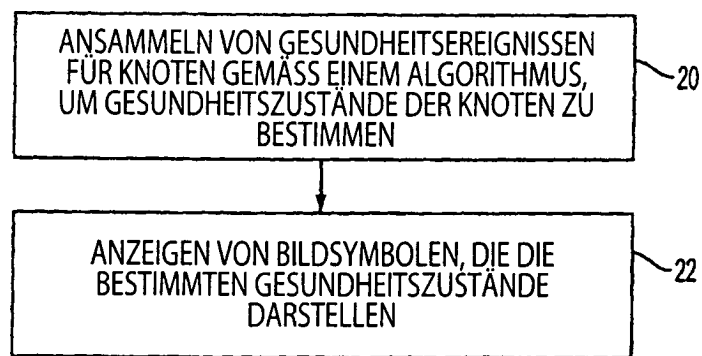 ANSAMMELN VON GESUNDHEITSEREIGNISSEN
FÜR KNOTEN GEMÄSS EINEM ALGORITHMUS,
UM GESUNDHEITSZUSTÄNDE DER KNOTEN ZU
BESTIMMEN
20
ANZEIGEN VON BILDSYMBOLEN, DIE DIE
BESTIMMTEN GESUNDHEITSZUSTÄNDE
DARSTELLEN
22